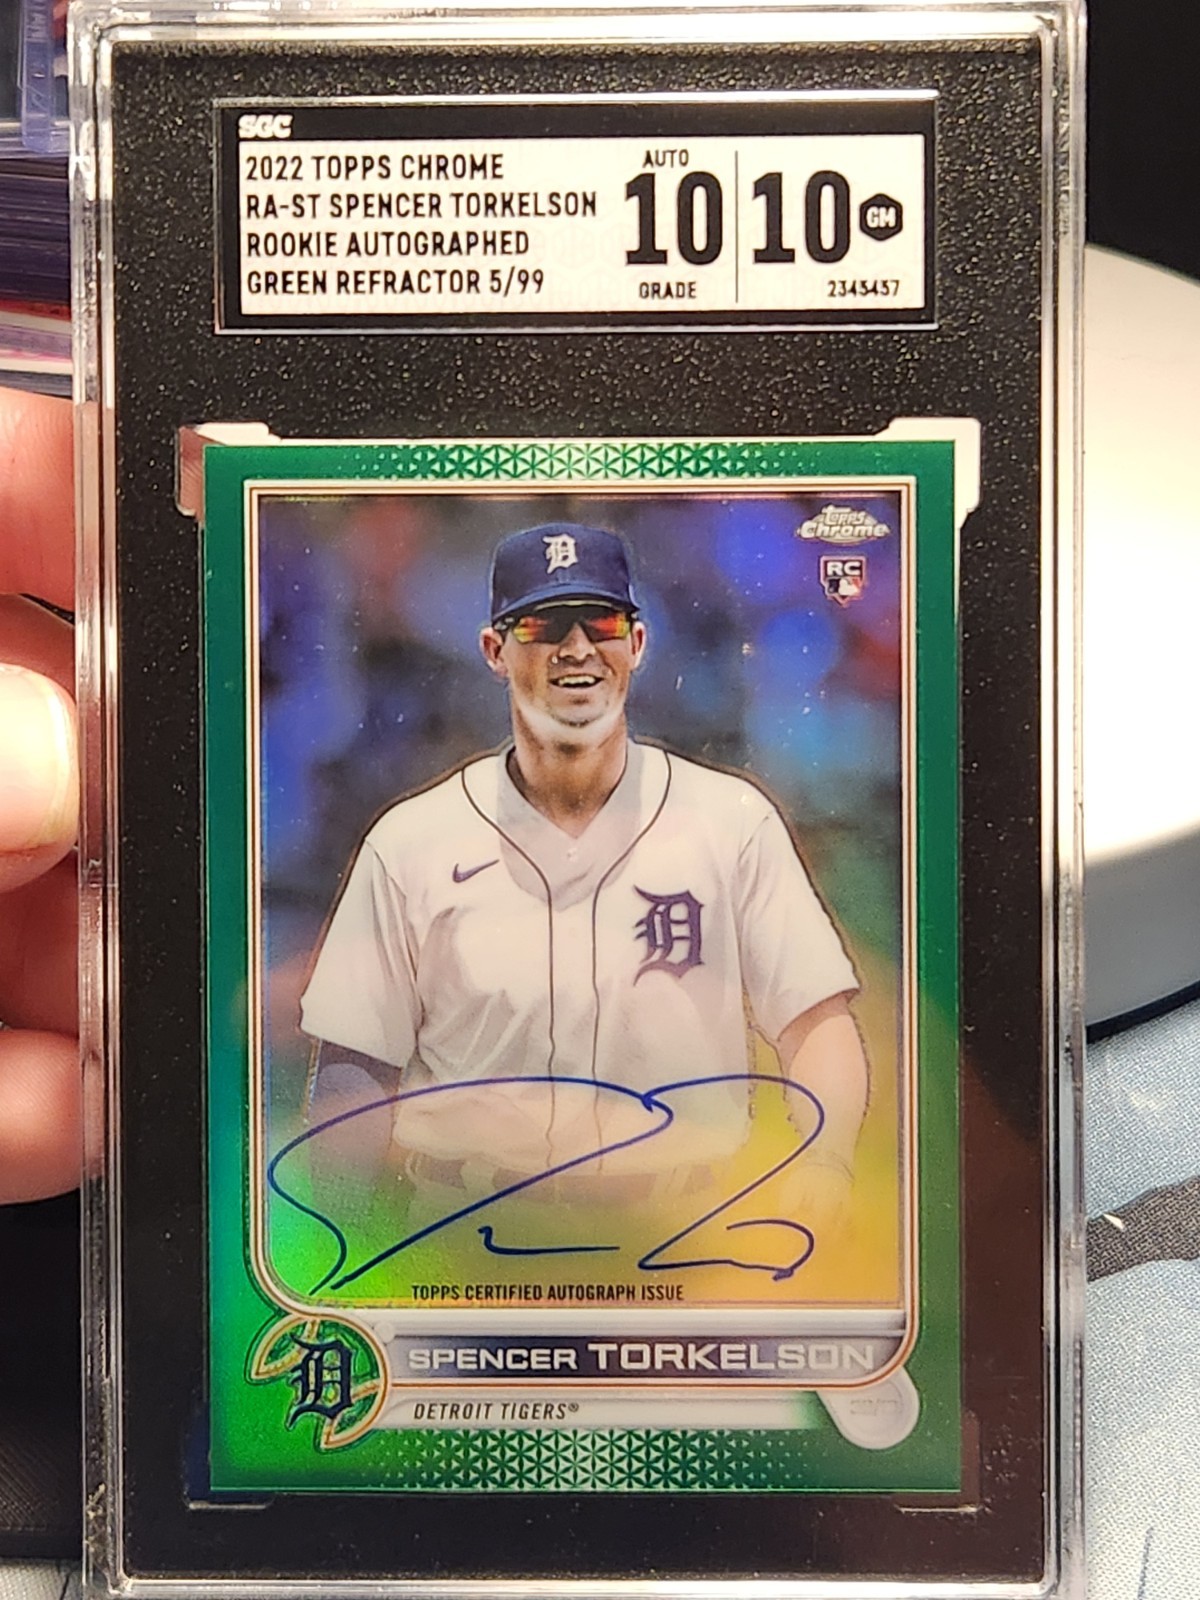 SGC
2022 TOPPS CHROME
RA-ST SPENCER TORKELSON
ROOKIE AUTOGRAPHED
GREEN REFRACTOR 5/99
AUTO
10
GRADE
10 GM
2345457
D
Topps
Chrome
RC
D
TOPPS CERTIFIED AUTOGRAPH ISSUE
SPENCER TORKELSON
D
DETROIT TIGERS®